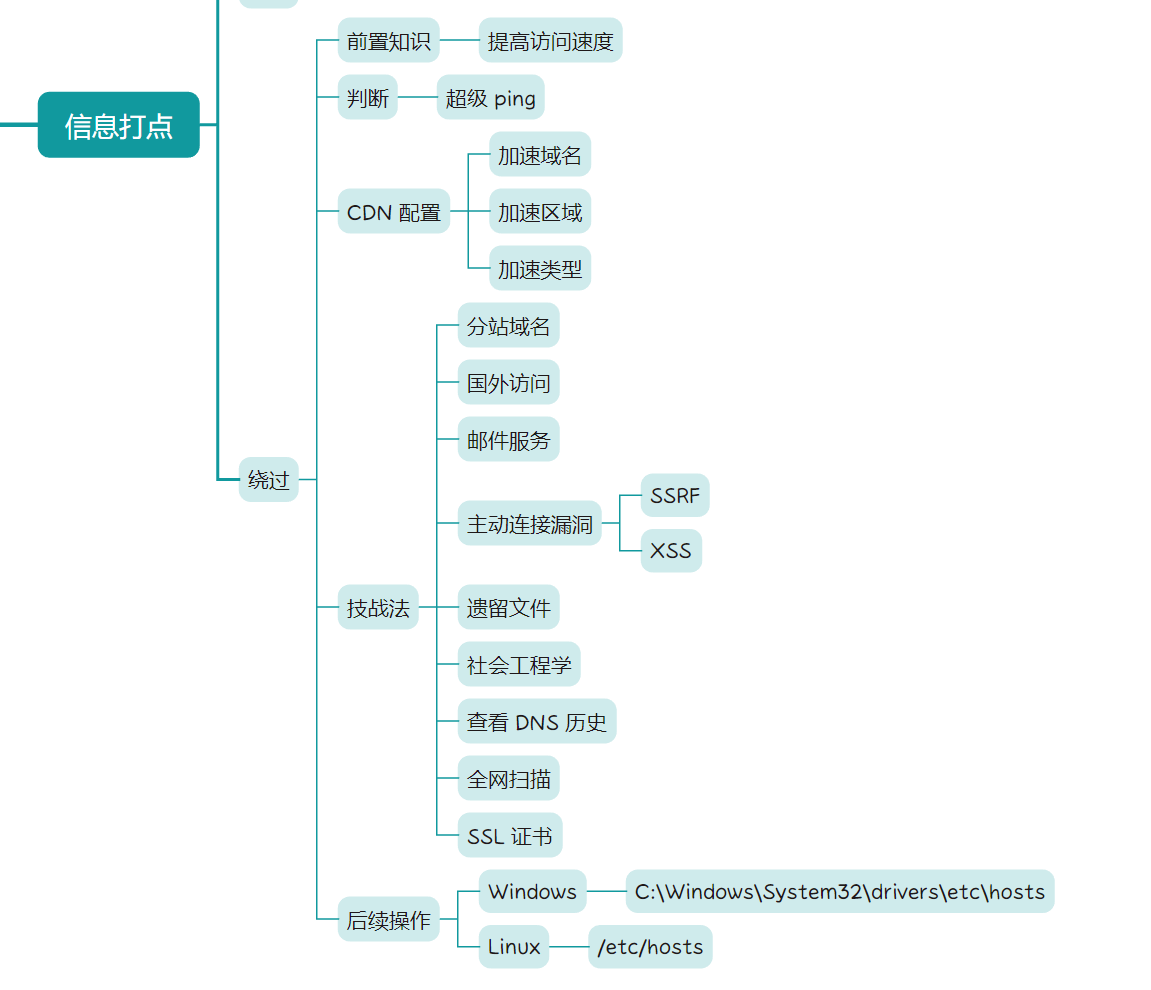 信息打点
绕过
前置知识
提高访问速度
判断
超级 ping
CDN 配置
加速域名
加速区域
加速类型
技战法
分站域名
国外访问
邮件服务
主动连接漏洞
SSRF
XSS
遗留文件
社会工程学
查看 DNS 历史
全网扫描
SSL 证书
后续操作
Windows
C:\Windows\System32\drivers\etc\hosts
Linux
/etc/hosts